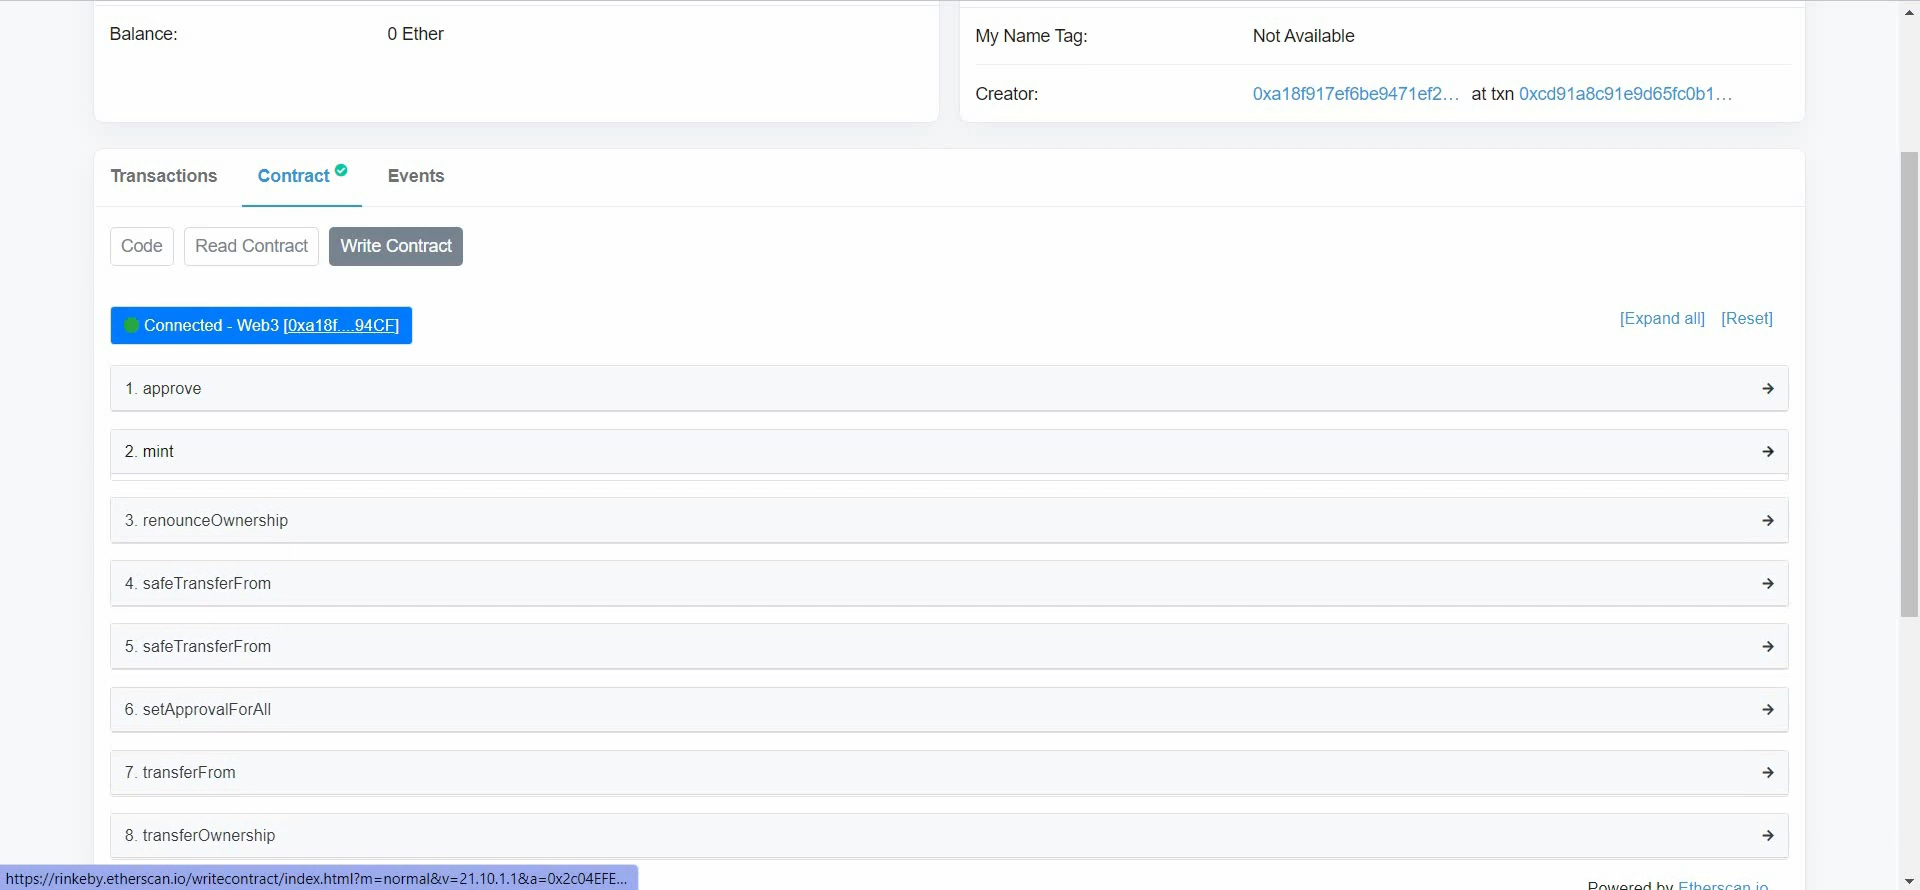 Balance:
0 Ether
My Name Tag:
Not Available
Creator:
0xa18f917ef6be9471ef2... at txn 0xcd91a8c91e9d65fc0b1...
Transactions
Contract
Events
Code
Read Contract
Write Contract
Connected - Web3 [0xa18f....94CF]
[Expand all] [Reset]
1. approve
2. mint
3. renounceOwnership
4. safeTransferFrom
5. safeTransferFrom
6. setApprovalForAll
7. transferFrom
8. transferOwnership
https://rinkeby.etherscan.io/writecontract/index.html?m=normal&v=21.10.1.1&a=0x2c04EFE...
Powered by Etherscan.io